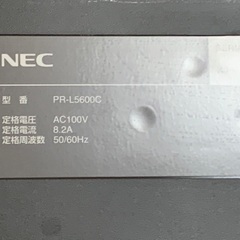 NEC
型 番 PR-L5600C
定格電圧 AC100V
定格電流 8.2A
定格周波数 50/60Hz